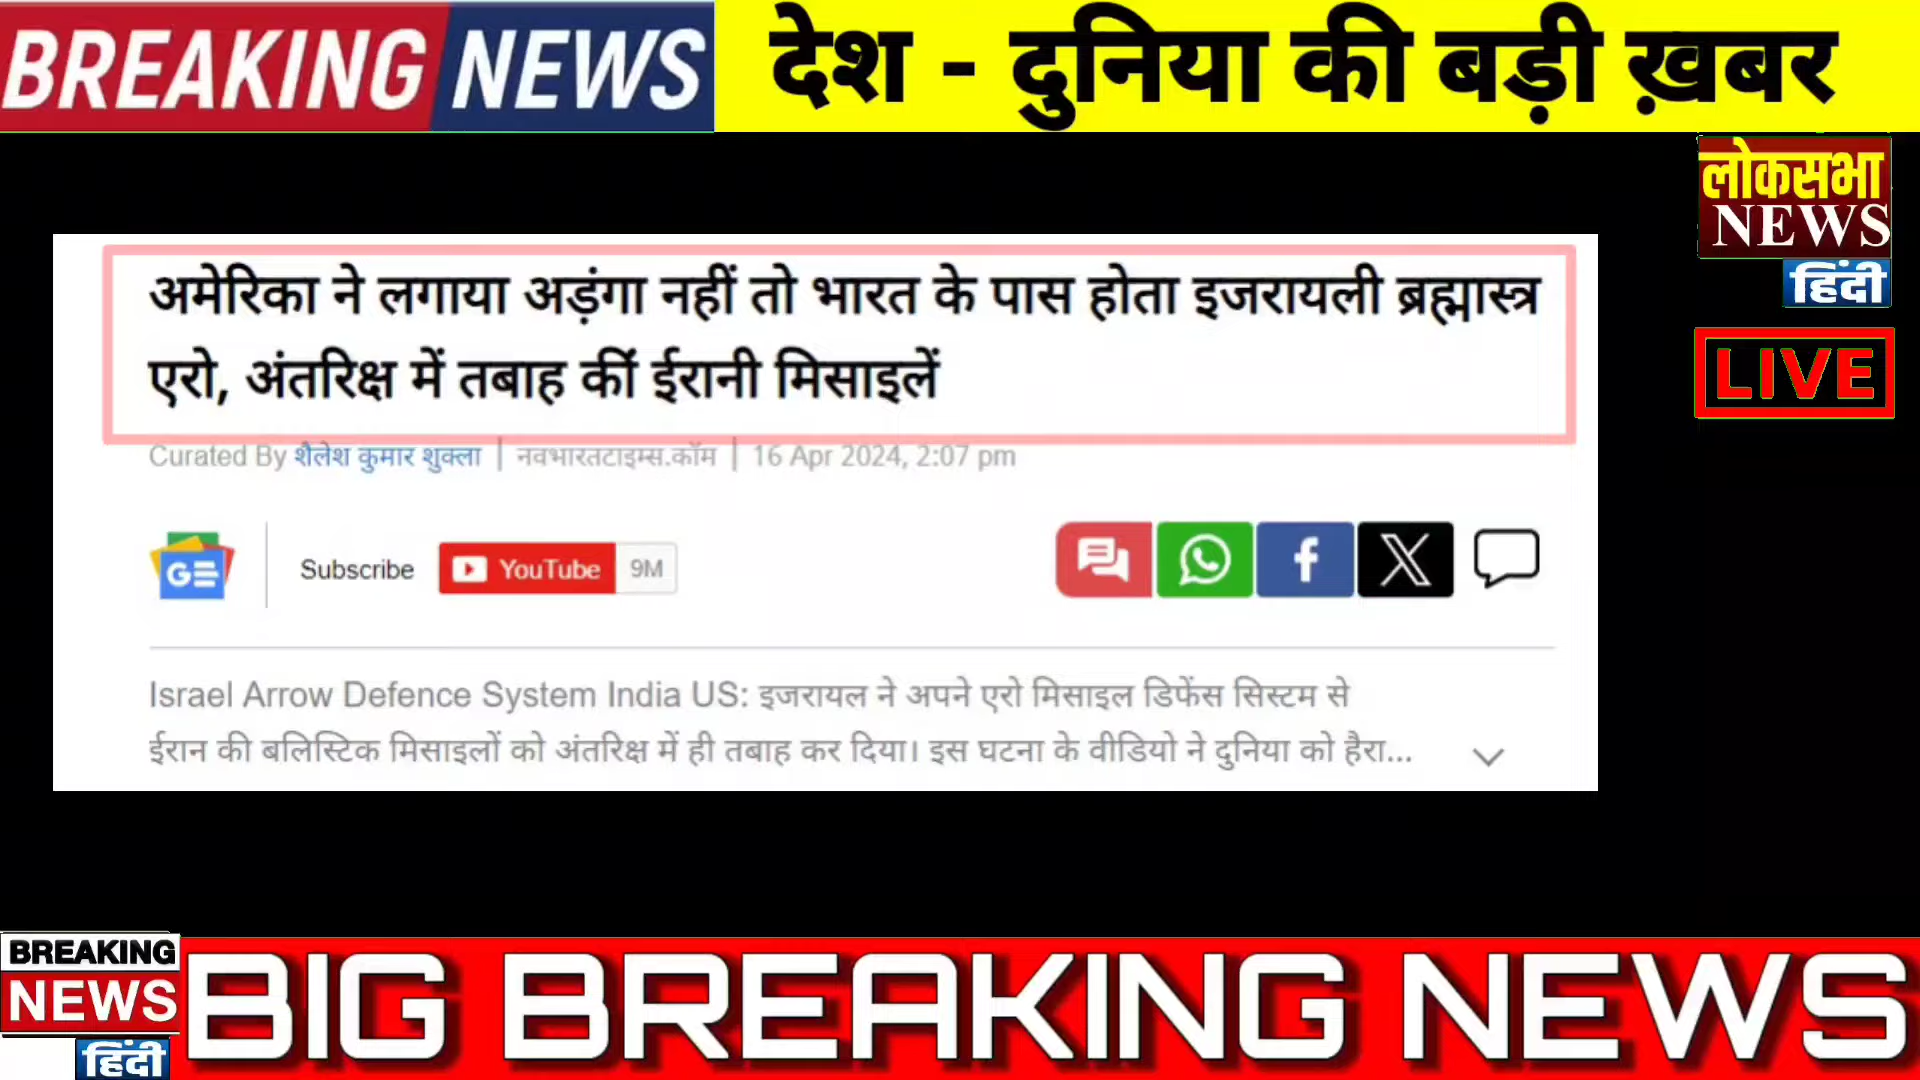 BREAKING NEWS
देश - दुनिया की बड़ी ख़बर
लोकसभा
NEWS
हिंदी
LIVE
अमेरिका ने लगाया अड़ंगा नहीं तो भारत के पास होता इजरायली ब्रह्मास्त्र
एरो, अंतरिक्ष में तबाह कीं ईरानी मिसाइलें
Curated By शैलेश कुमार शुक्ला | नवभारतटाइम्स.कॉम | 16 Apr 2024, 2:07 pm
Subscribe YouTube 9M
Israel Arrow Defence System India US: इजरायल ने अपने एरो मिसाइल डिफेंस सिस्टम से
ईरान की बलिस्टिक मिसाइलों को अंतरिक्ष में ही तबाह कर दिया। इस घटना के वीडियो ने दुनिया को हैरा...
BREAKING
NEWS
हिंदी
BIG BREAKING NEWS